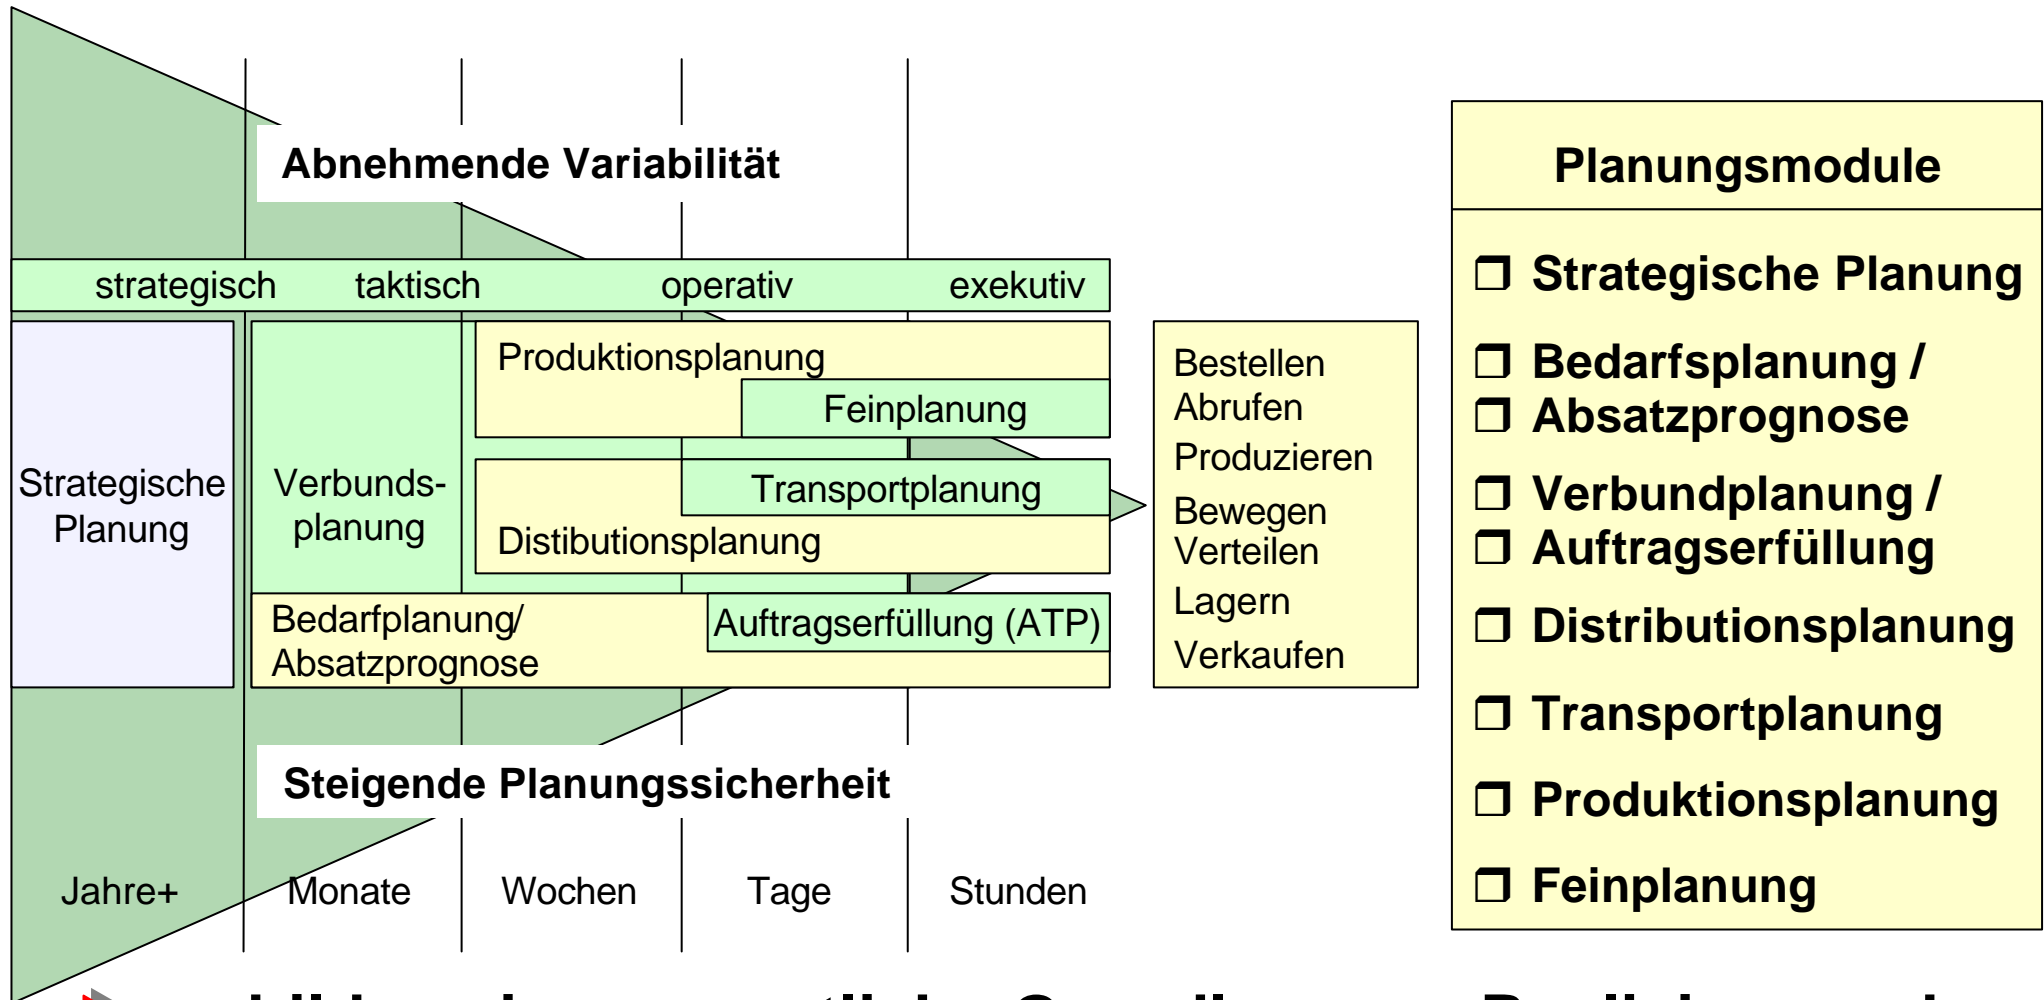 Abnehmende Variabilität
strategisch taktisch operativ exekutiv
Strategische
Planung
Verbunds-
planung
Produktionsplanung
Feinplanung
Transportplanung
Distibutionsplanung
Bedarfplanung/
Absatzprognose
Auftragserfüllung (ATP)
Steigende Planungssicherheit
Jahre+ Monate Wochen Tage Stunden
Bestellen
Abrufen
Produzieren
Bewegen
Verteilen
Lagern
Verkaufen
Planungsmodule
❒ Strategische Planung
❒ Bedarfsplanung /
❒ Absatzprognose
❒ Verbundplanung /
❒ Auftragserfüllung
❒ Distributionsplanung
❒ Transportplanung
❒ Produktionsplanung
❒ Feinplanung